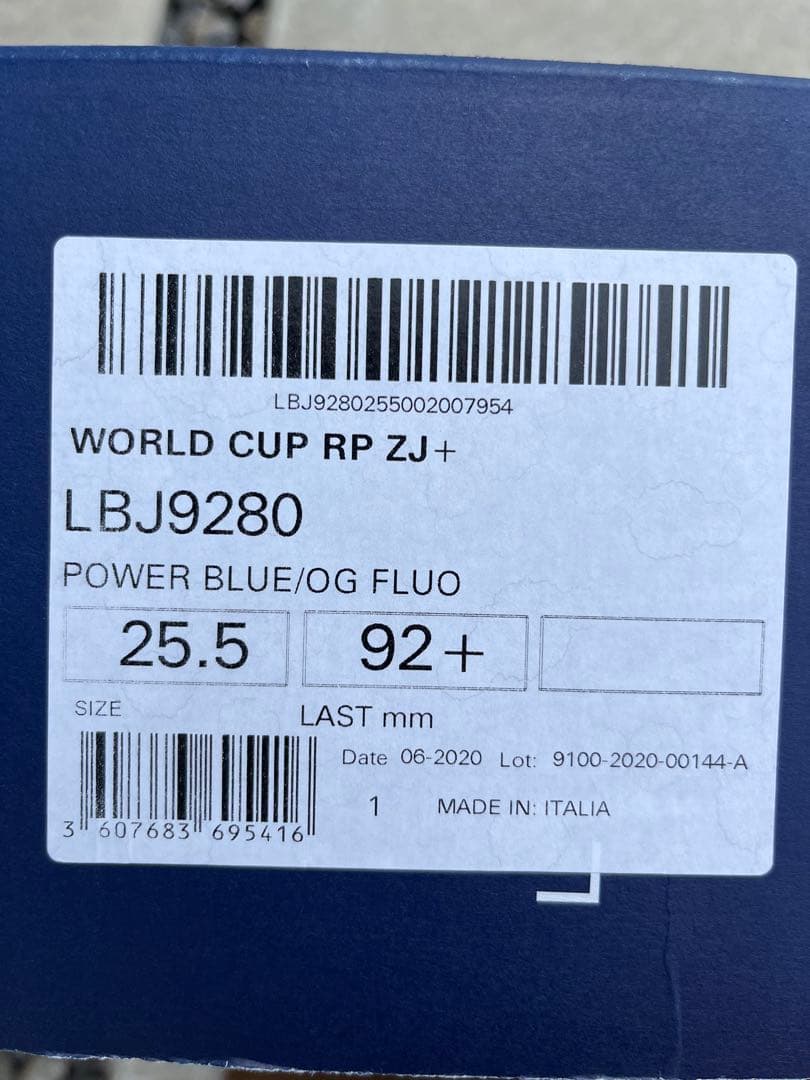 LBJ9280255002007954
WORLD CUP RP ZJ+
LBJ9280
POWER BLUE/OG FLUO
25.5 92+
SIZE LAST mm
Date 06-2020 Lot: 9100-2020-00144-A
1 MADE IN: ITALIA
3 607683 695416